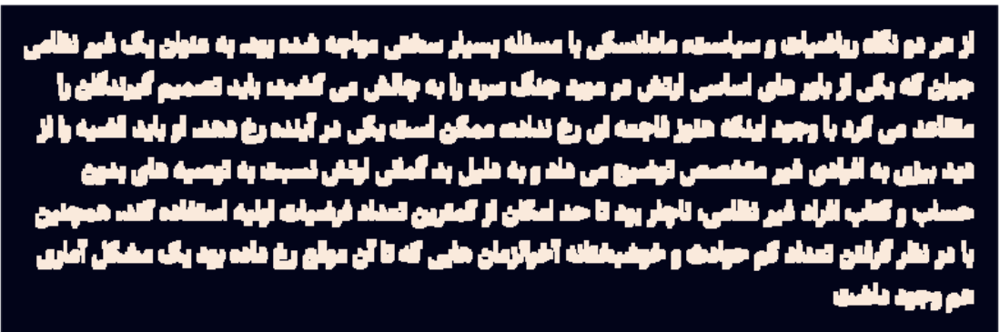 از هر دو نگاه ریاضیات و سیاست، مادانسکی با مسئله بسیار سختی مواجه شده بود. به عنوان یک غیر نظامی
جوان که یکی از باور های اساسی ارتش در مورد جنگ سرد را به چالش می کشید، باید تصمیم گیرندگان را
متقاعد می کرد با وجود اینکه هنوز فاجعه ای رخ نداده، ممکن است یکی در آینده رخ دهد. او باید قضیه را از
دید بیزی به افرادی غیر متخصص توضیح می داد و به دلیل بد گمانی ارتش نسبت به توصیه های بدون
حساب و کتاب افراد غیر نظامی، ناچار بود تا حد امکان از کمترین تعداد فرضیات اولیه استفاده کند. همچنین
با در نظر گرفتن تعداد کم حوادث و خوشبختانه آخرالزمان هایی که تا آن موقع رخ داده بود یک مشکل آماری
هم وجود داشت